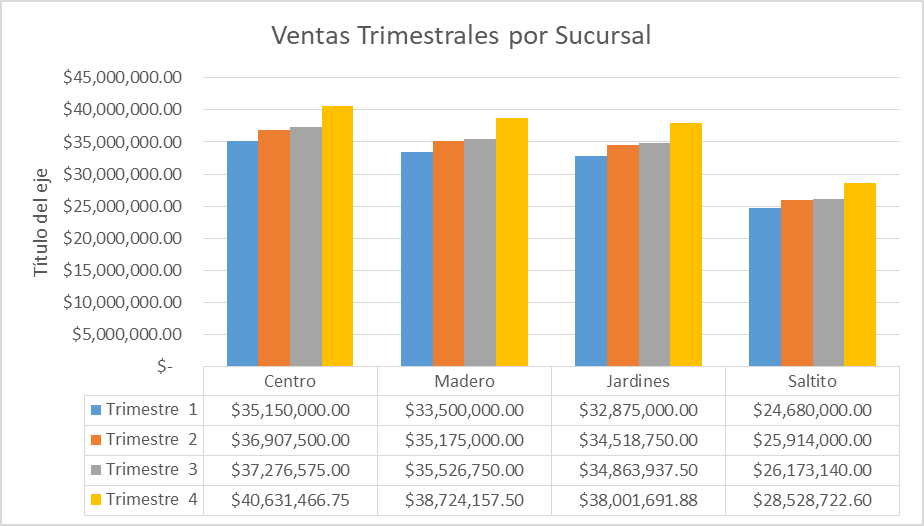 Ventas Trimestrales por Sucursal
$45,000,000.00
$40,000,000.00
$35,000,000.00
$30,000,000.00
$25,000,000.00
$20,000,000.00
$15,000,000.00
$10,000,000.00
$5,000,000.00
$-
Título del eje
Centro Madero Jardines Saltito
Trimestre 1 $35,150,000.00 $33,500,000.00 $32,875,000.00 $24,680,000.00
Trimestre 2 $36,907,500.00 $35,175,000.00 $34,518,750.00 $25,914,000.00
Trimestre 3 $37,276,575.00 $35,526,750.00 $34,863,937.50 $26,173,140.00
Trimestre 4 $40,631,466.75 $38,724,157.50 $38,001,691.88 $28,528,722.60